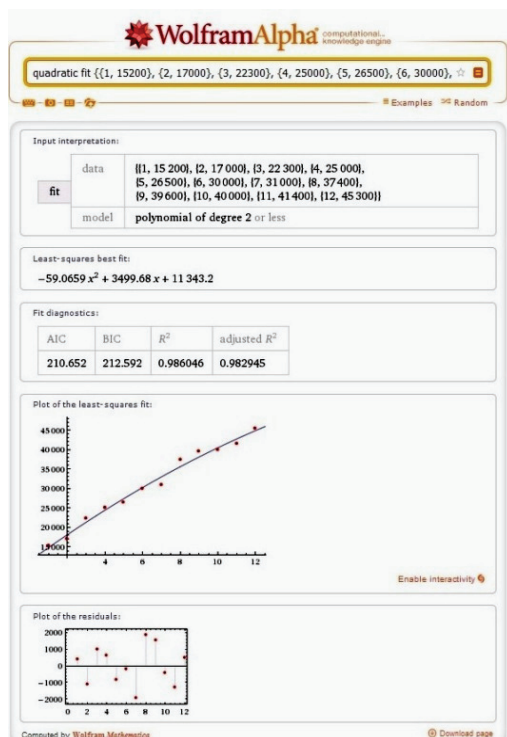 WolframAlpha computational... knowledge engine
quadratic fit {{1, 15200}, {2, 17000}, {3, 22300}, {4, 25000}, {5, 26500}, {6, 30000},
Examples Random
Input interpretation:
fit
data
{{1, 15 200}, {2, 17 000}, {3, 22 300}, {4, 25 000},
{5, 26 500}, {6, 30 000}, {7, 31 000}, {8, 37 400},
{9, 39 600}, {10, 40 000}, {11, 41 400}, {12, 45 300}}
model polynomial of degree 2 or less
Least-squares best fit:
−59.0659 x² + 3499.68 x + 11 343.2
Fit diagnostics:
AIC BIC R² adjusted R²
210.652 212.592 0.986046 0.982945
Plot of the least-squares fit:
45 000
40 000
35 000
30 000
25 000
20 000
15 000
4 6 8 10 12
Enable interactivity
Plot of the residuals:
2000
1000
0
−1000
−2000
0 2 4 6 8 10 12
Computed by Wolfram Mathematica
Download page